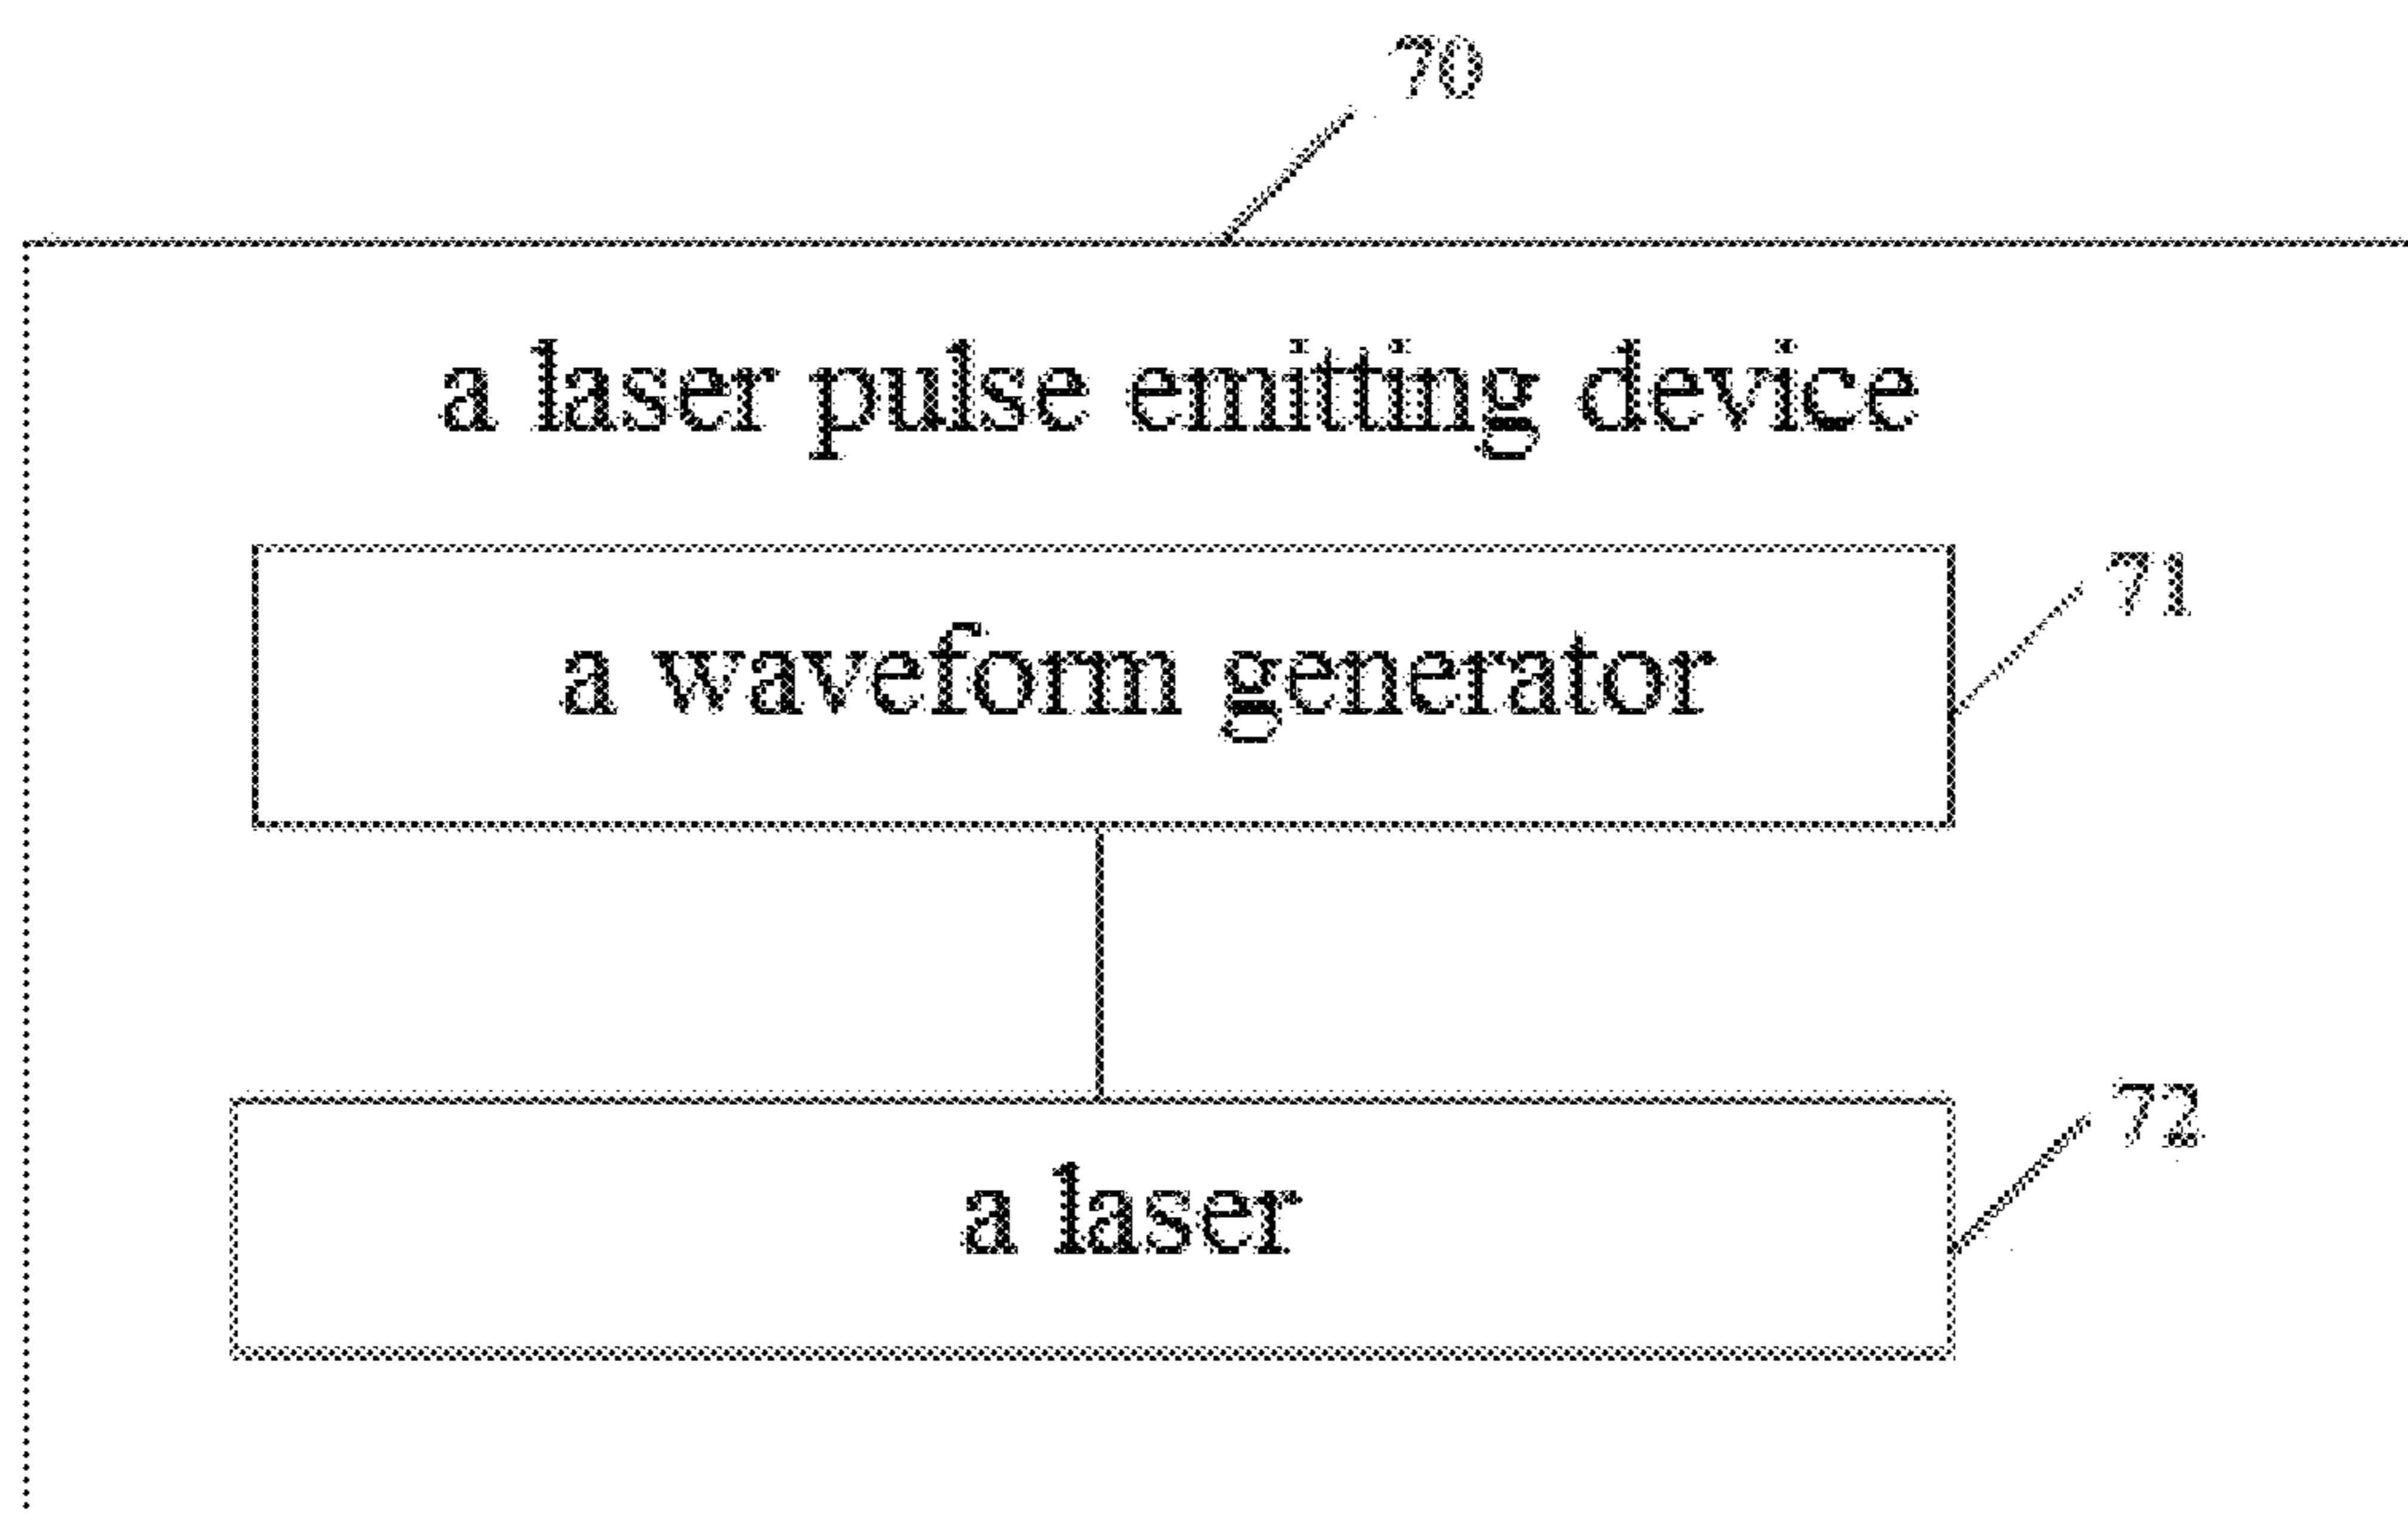 70
a laser pulse emitting device
71
a waveform generator
72
a laser